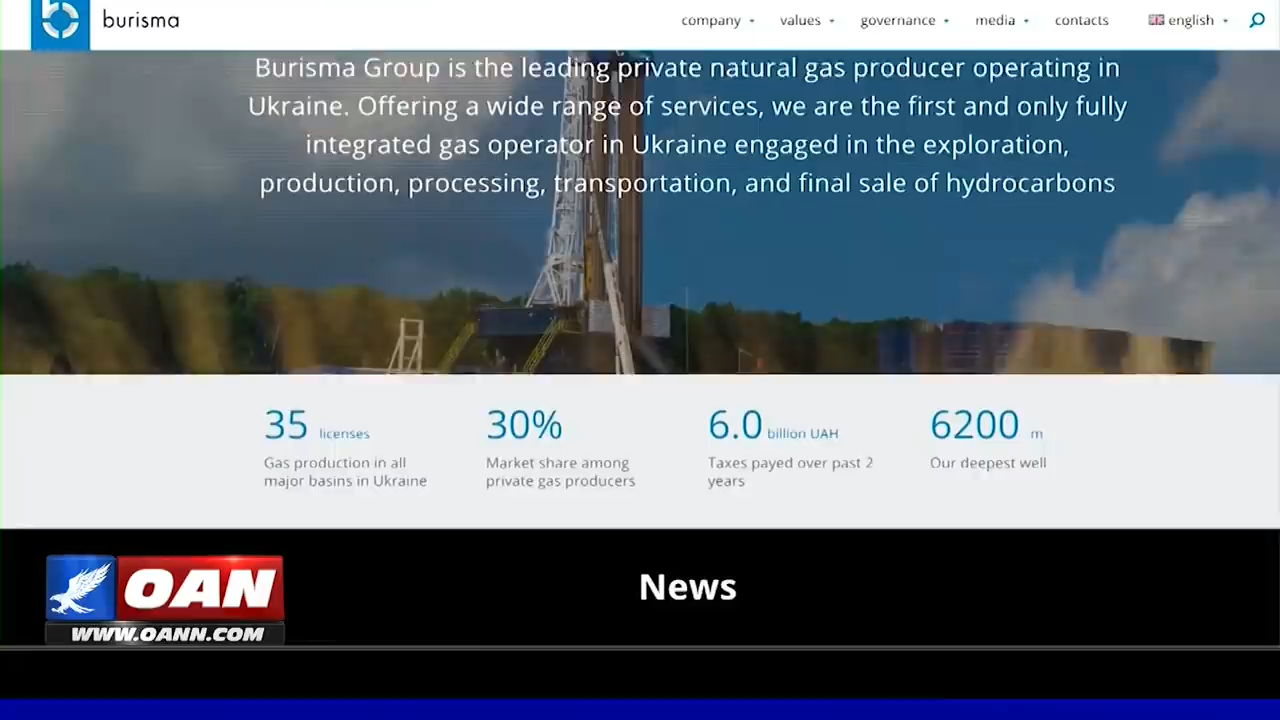 burisma
company values governance media contacts english
Burisma Group is the leading private natural gas producer operating in
Ukraine. Offering a wide range of services, we are the first and only fully
integrated gas operator in Ukraine engaged in the exploration,
production, processing, transportation, and final sale of hydrocarbons
35 licenses
Gas production in all
major basins in Ukraine
30%
Market share among
private gas producers
6.0 billion UAH
Taxes payed over past 2
years
6200 m
Our deepest well
News
OAN
WWW.OANN.COM